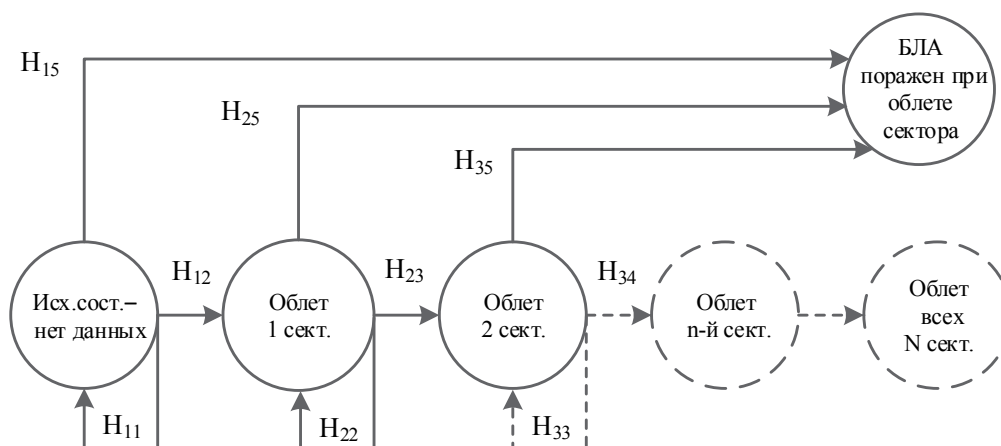 БЛА
поражен при
облете
сектора
H₁₅
H₂₅
H₃₅
H₁₂
H₂₃
H₃₄
Исх.сост.–
нет данных
Облет
1 сект.
Облет
2 сект.
Облет
n-й сект.
Облет
всех
N сект.
H₁₁
H₂₂
H₃₃